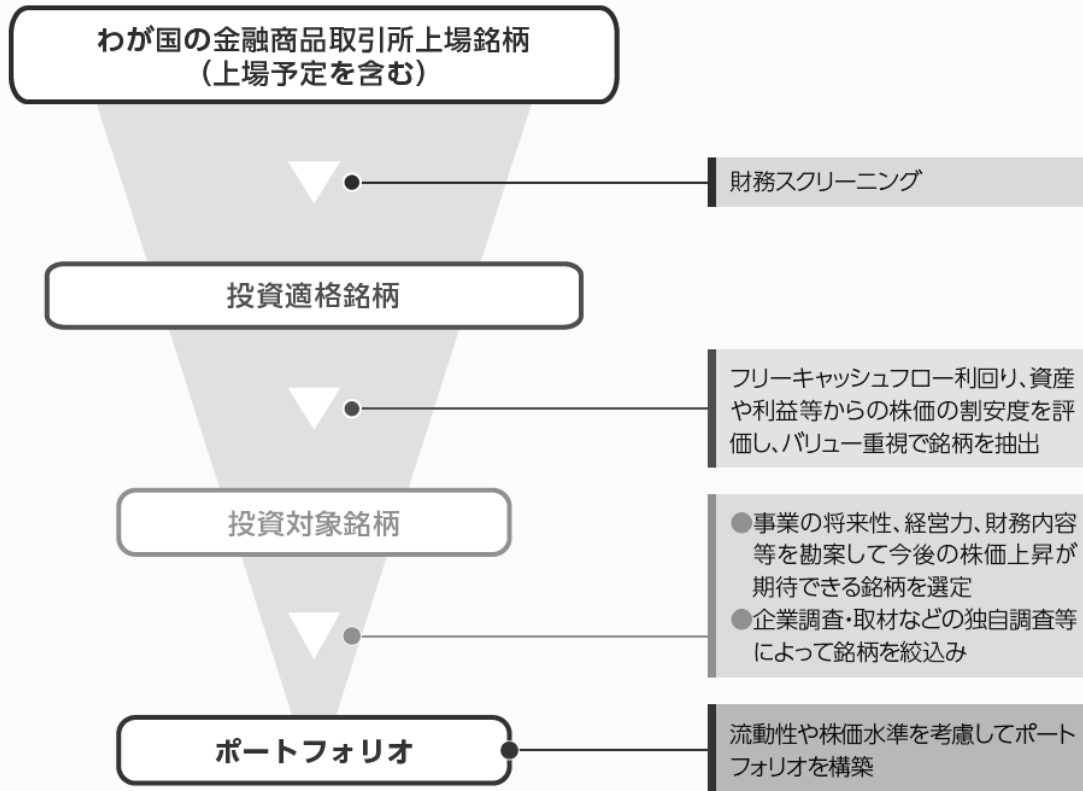 わが国の金融商品取引所上場銘柄
（上場予定を含む）
財務スクリーニング
投資適格銘柄
フリーキャッシュフロー利回り、資産
や利益等からの株価の割安度を評
価し、バリュー重視で銘柄を抽出
投資対象銘柄
●事業の将来性、経営力、財務内容
等を勘案して今後の株価上昇が
期待できる銘柄を選定
●企業調査・取材などの独自調査等
によって銘柄を絞込み
ポートフォリオ
流動性や株価水準を考慮してポート
フォリオを構築